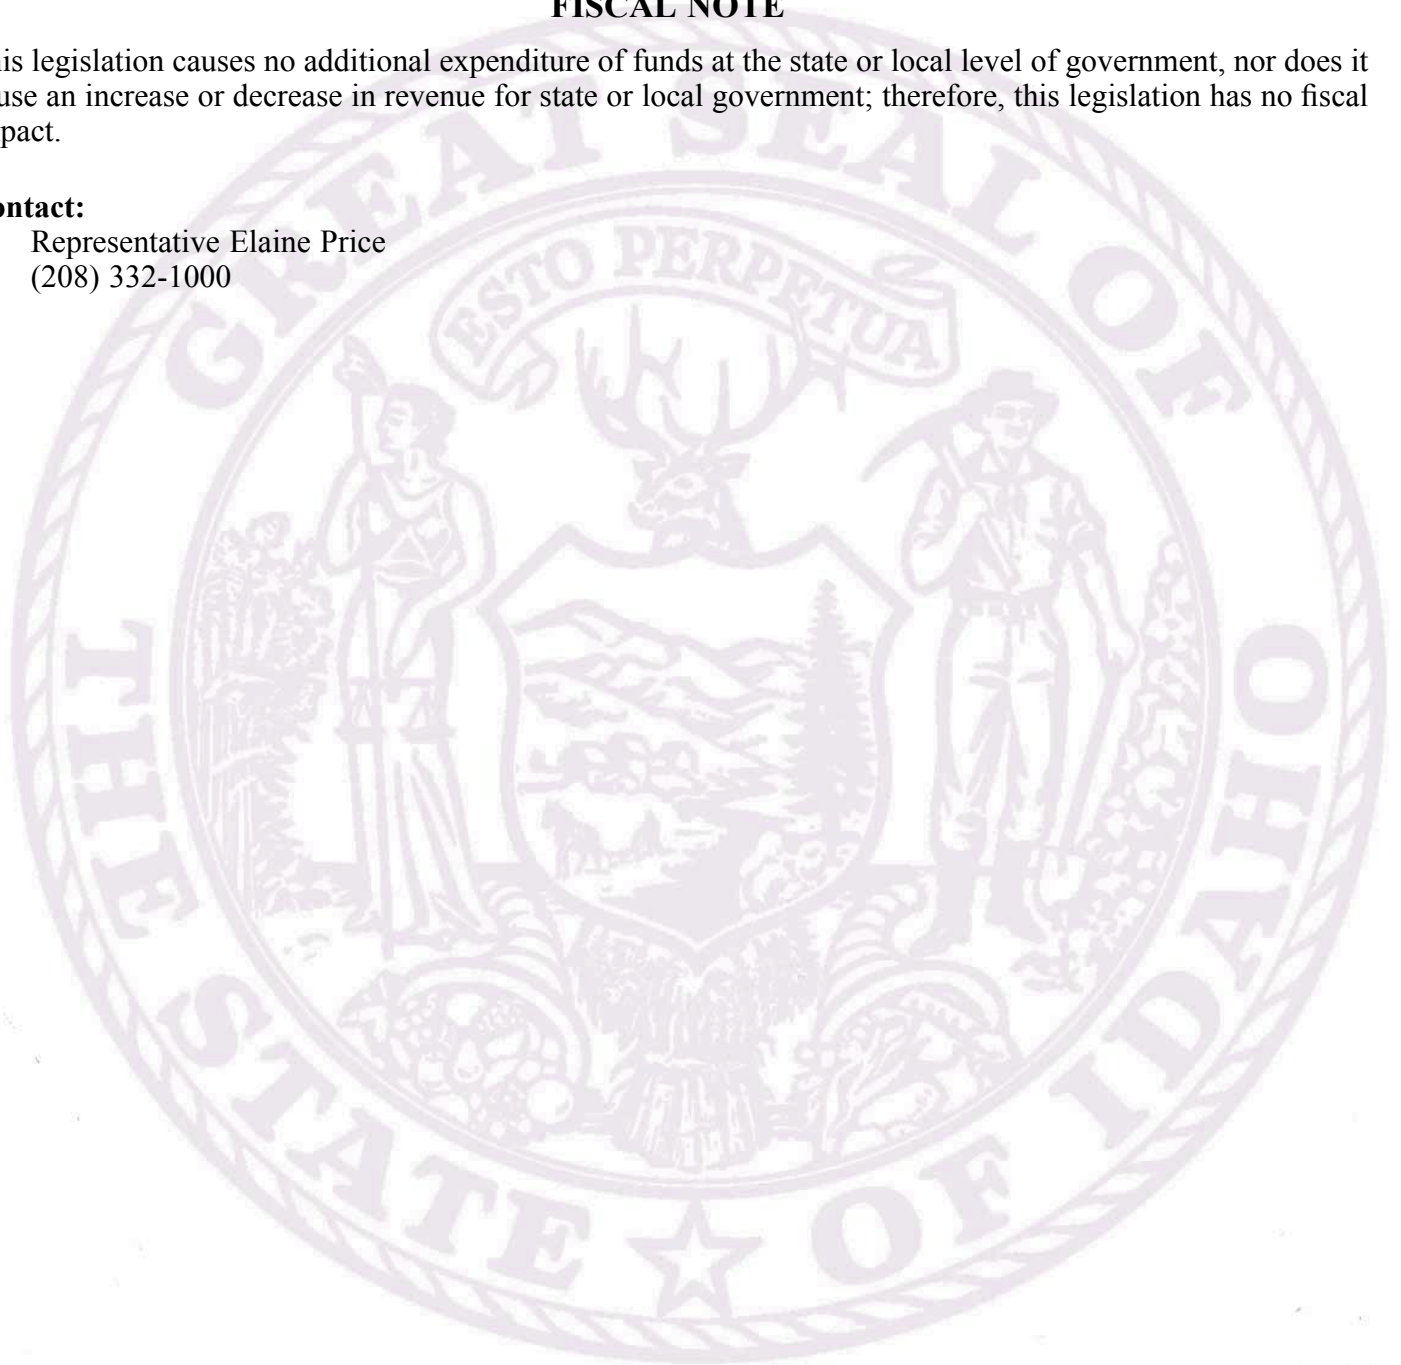 FISCAL NOTE
his legislation causes no additional expenditure of funds at the state or local level of government, nor does it
use an increase or decrease in revenue for state or local government; therefore, this legislation has no fiscal
pact.
ontact:
Representative Elaine Price
(208) 332-1000
GREAT SEAL OF
ESTO PERPETUA
THE
STATE OF IDAHO